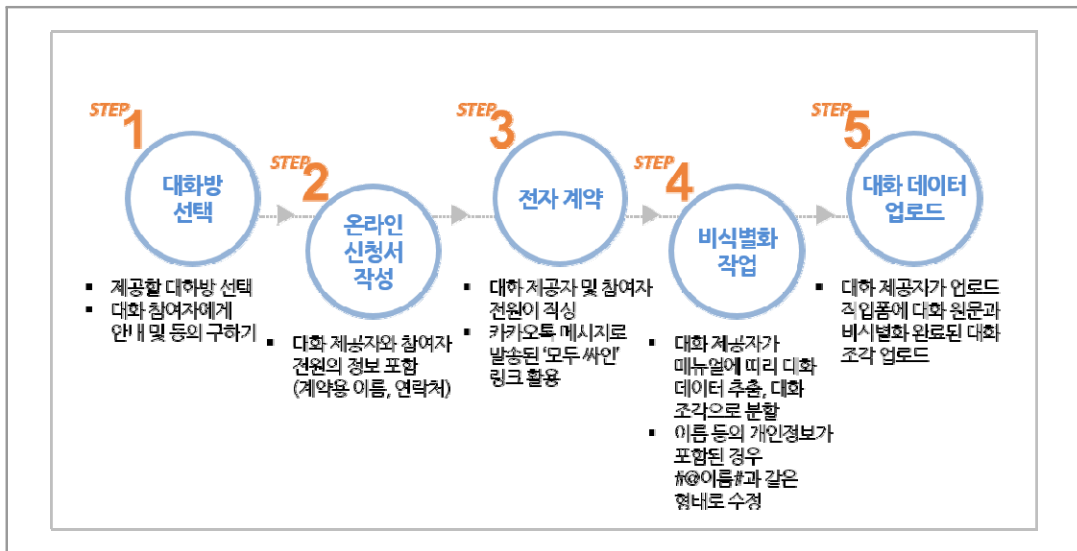 STEP 1
대화방
선택
제공할 대화방 선택
대화 참여자에게
안내 및 동의 구하기
STEP 2
온라인
신청서
작성
대화 제공자와 참여자
전원의 정보 포함
(계약용 이름, 연락처)
STEP 3
전자 계약
대화 제공자 및 참여자
전원이 작성
카카오톡 메시지로
발송된 '모두 싸인'
링크 활용
STEP 4
비식별화
작업
대화 제공자가
매뉴얼에 따라 대화
데이터 추출, 대화
조각으로 분할
이름 등의 개인정보가
포함된 경우
#@이름#과 같은
형태로 수정
STEP 5
대화 데이터
업로드
대화 제공자가 업로드
작업폼에 대화 원문과
비식별화 완료된 대화
조각 업로드